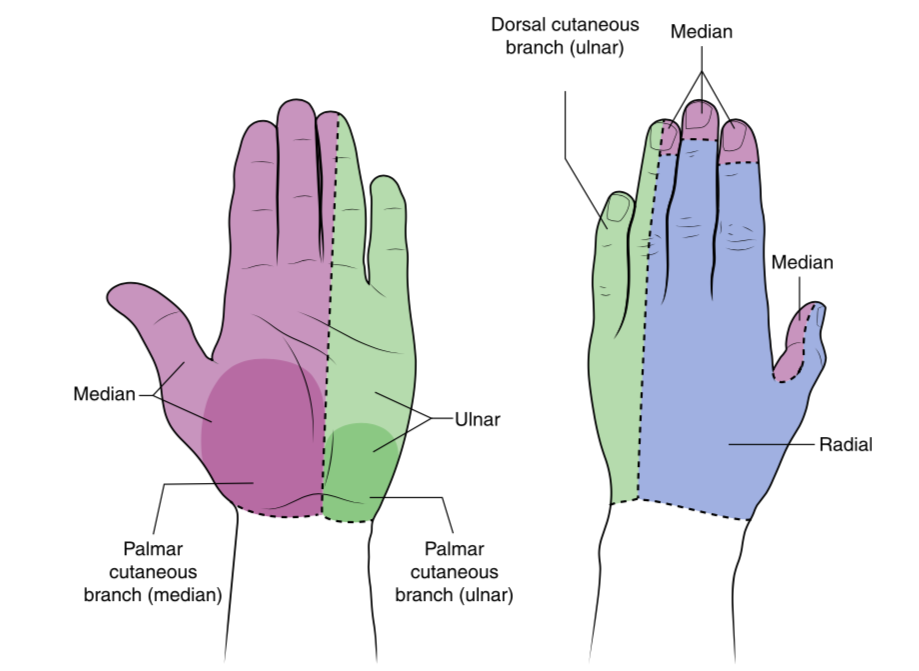 Dorsal cutaneous
branch (ulnar)
Median
Median
Median
Ulnar
Radial
Palmar
cutaneous
branch (median)
Palmar
cutaneous
branch (ulnar)